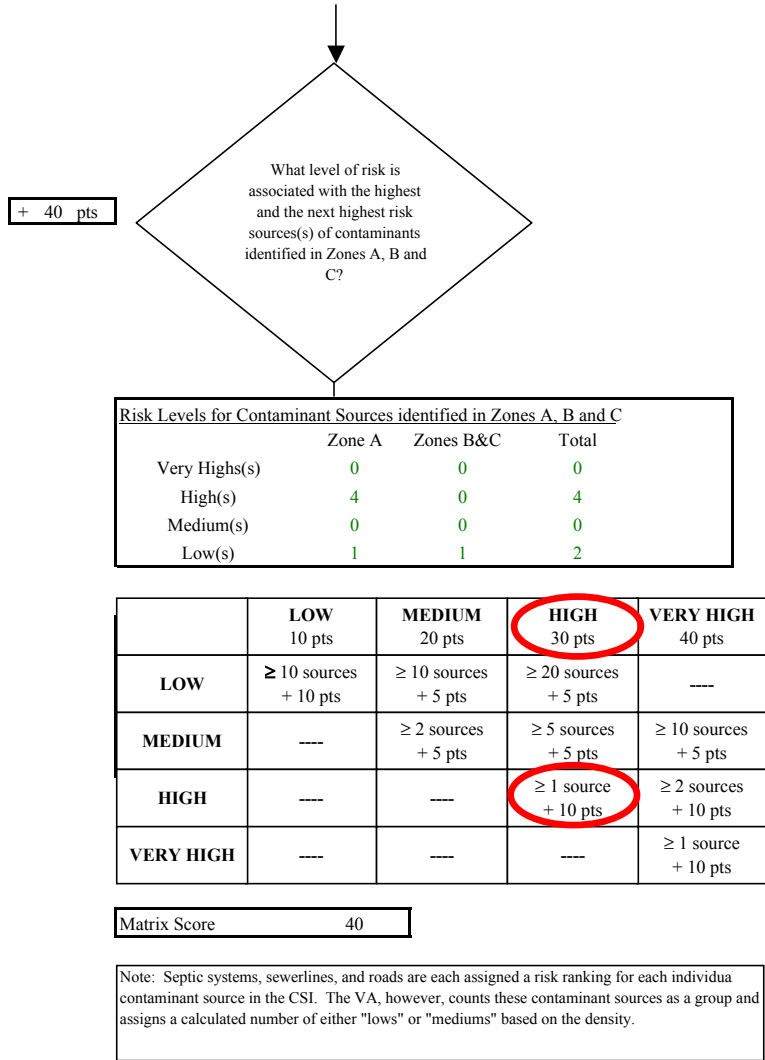 What level of risk is
associated with the highest
and the next highest risk
sources(s) of contaminants
identified in Zones A, B and
C?
+ 40 pts
Risk Levels for Contaminant Sources identified in Zones A, B and C
Zone A Zones B&C Total
Very Highs(s) 0 0 0
High(s) 4 0 4
Medium(s) 0 0 0
Low(s) 1 1 2
LOW MEDIUM HIGH VERY HIGH
10 pts 20 pts 30 pts 40 pts
LOW ≥ 10 sources ≥ 10 sources ≥ 20 sources ----
+ 10 pts + 5 pts + 5 pts
MEDIUM ---- ≥ 2 sources ≥ 5 sources ≥ 10 sources
+ 5 pts + 5 pts + 5 pts
HIGH ---- ---- ≥ 1 source ≥ 2 sources
+ 10 pts + 10 pts
VERY HIGH ---- ---- ---- ≥ 1 source
+ 10 pts
Matrix Score 40
Note: Septic systems, sewerlines, and roads are each assigned a risk ranking for each individua
contaminant source in the CSI. The VA, however, counts these contaminant sources as a group and
assigns a calculated number of either "lows" or "mediums" based on the density.